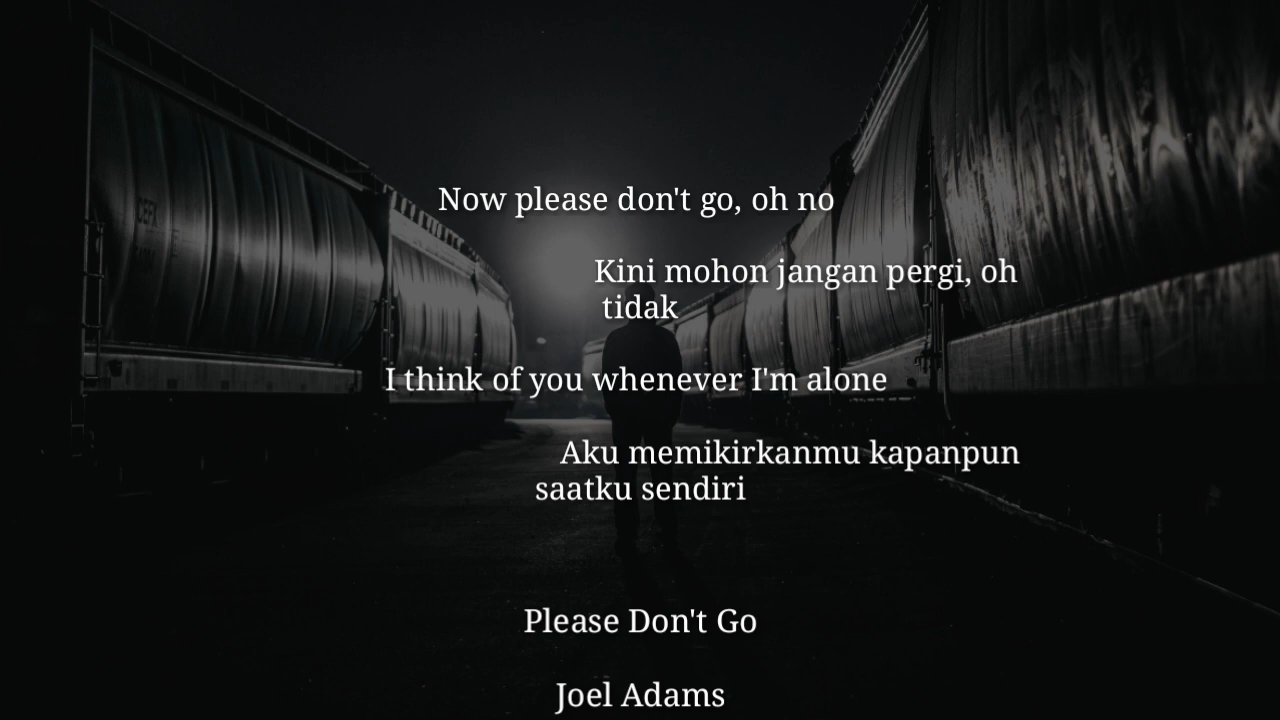 Now please don't go, oh no
Kini mohon jangan pergi, oh
tidak
I think of you whenever I'm alone
Aku memikirkanmu kapanpun
saatku sendiri
Please Don't Go
Joel Adams